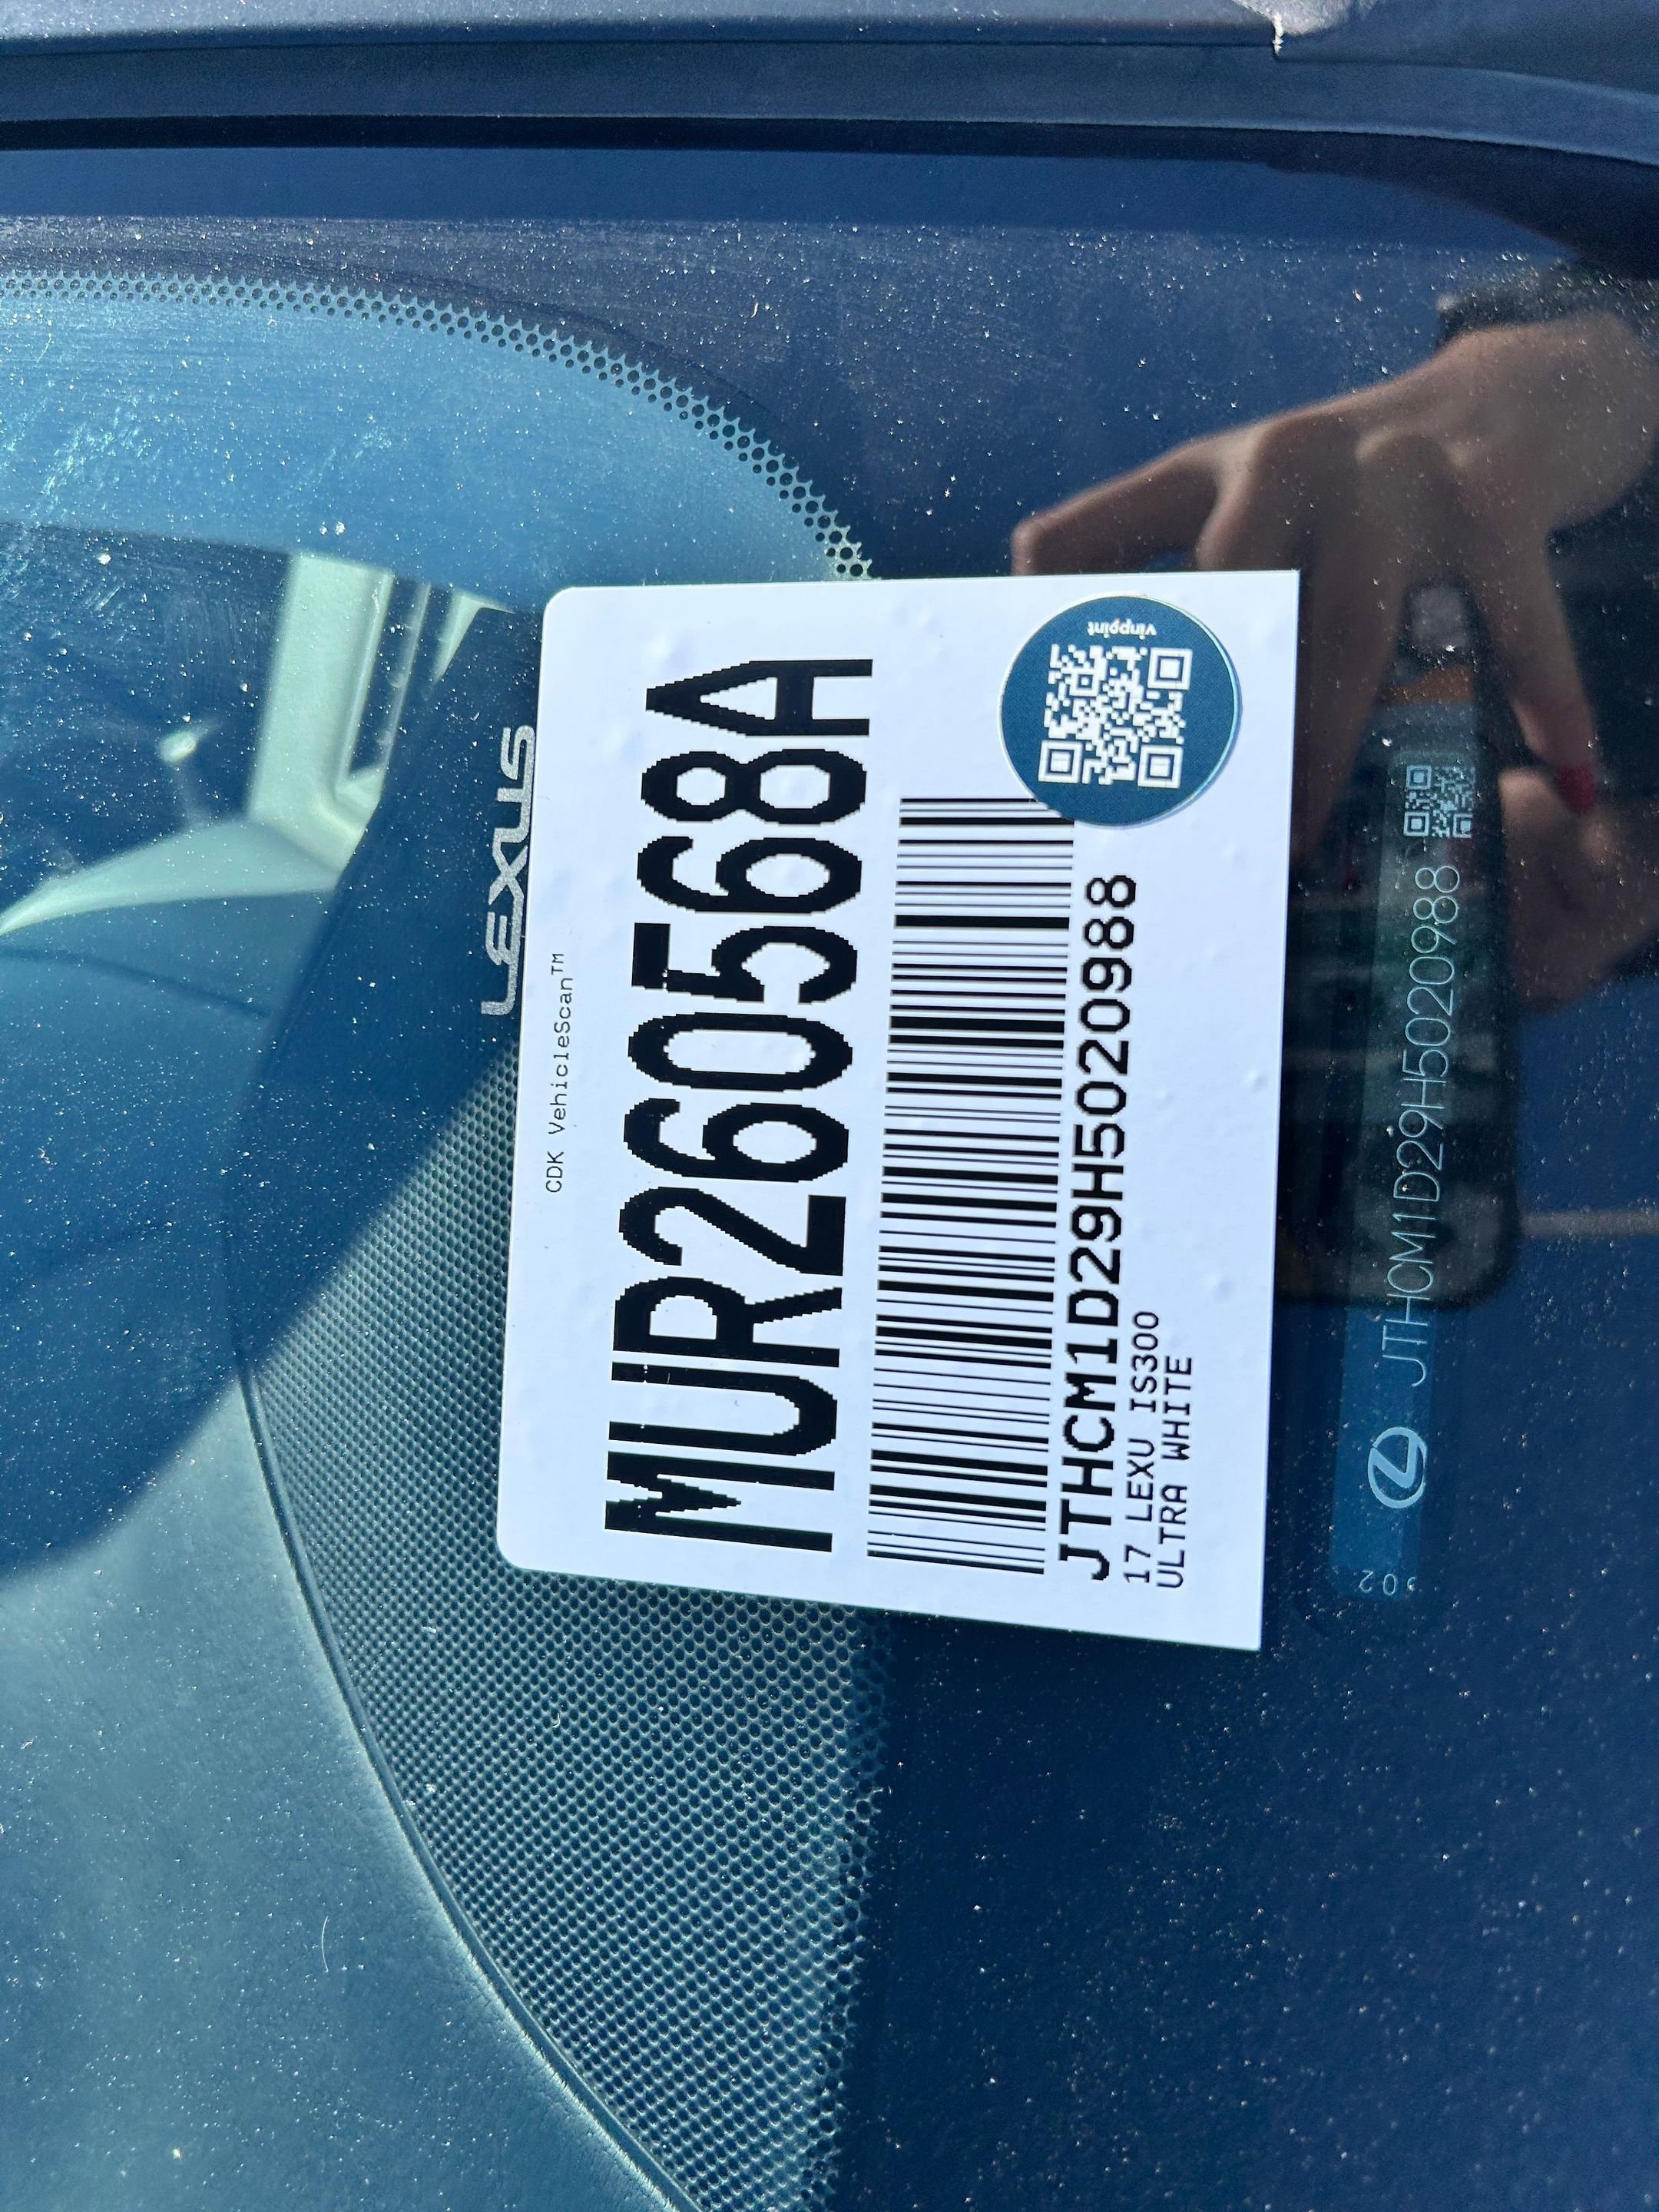 LEXUS
CDK VehicleScan™
MUR260568A
JTHCM1D29H5020988
17 LEXU IS300
ULTRA WHITE
vinpoint
JTHCM1D29H5020988